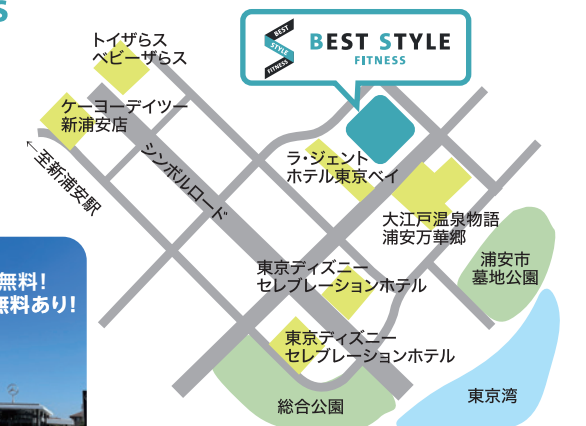 S
トイザらス
ベビーザらス
BEST
STYLE
FITNESS
BEST STYLE
FITNESS
ケーヨーデイツー
新浦安店
←至新浦安駅
シンボルロード
ラ・ジェント
ホテル東京ベイ
大江戸温泉物語
浦安万華郷
浦安市
墓地公園
東京ディズニー
セレブレーションホテル
東京ディズニー
セレブレーションホテル
無料!
無料あり!
総合公園
東京湾